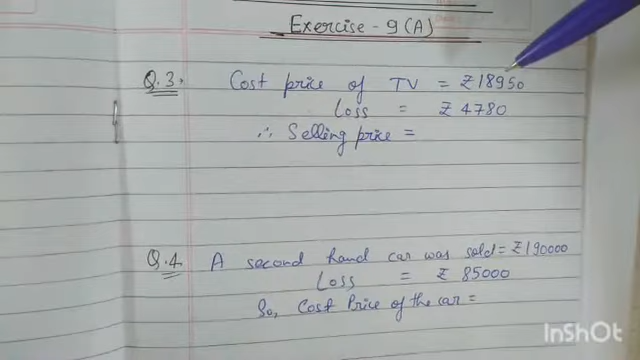 Exercise - 9(A)
Q.3. Cost price of TV = ₹18950
Loss = ₹ 4780
∴ Selling price =
Q.4. A second hand car was sold = ₹190000
Loss = ₹ 85000
So, Cost Price of the car =
InShOt